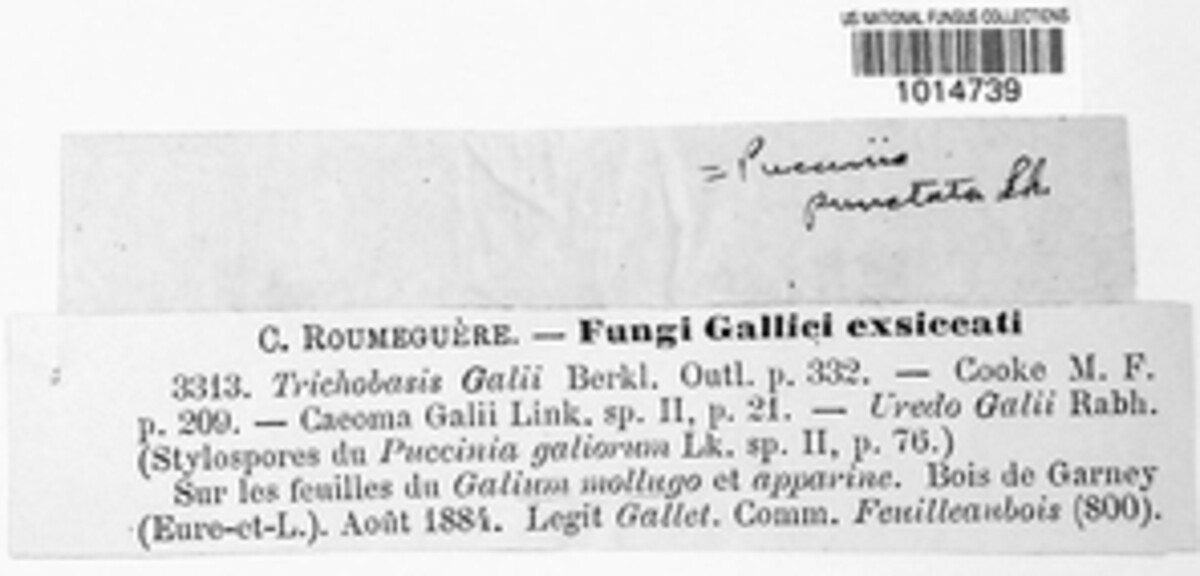 US NATIONAL FUNGUS COLLECTIONS
1014739
= Puccinia
punctata Lk.
C. ROUMEGUÈRE. — Fungi Gallici exsiccati
3313. Trichobasis Galii Berkl. Outl. p. 332. — Cooke M. F.
p. 209. — Caeoma Galii Link. sp. II, p. 21. — Uredo Galii Rabh.
(Stylospores du Puccinia galiorum Lk. sp. II, p. 76.)
Sur les feuilles du Galium mollugo et apparine. Bois de Garney
(Eure-et-L.). Août 1884. Legit Gallet. Comm. Feuilleaubois (800).